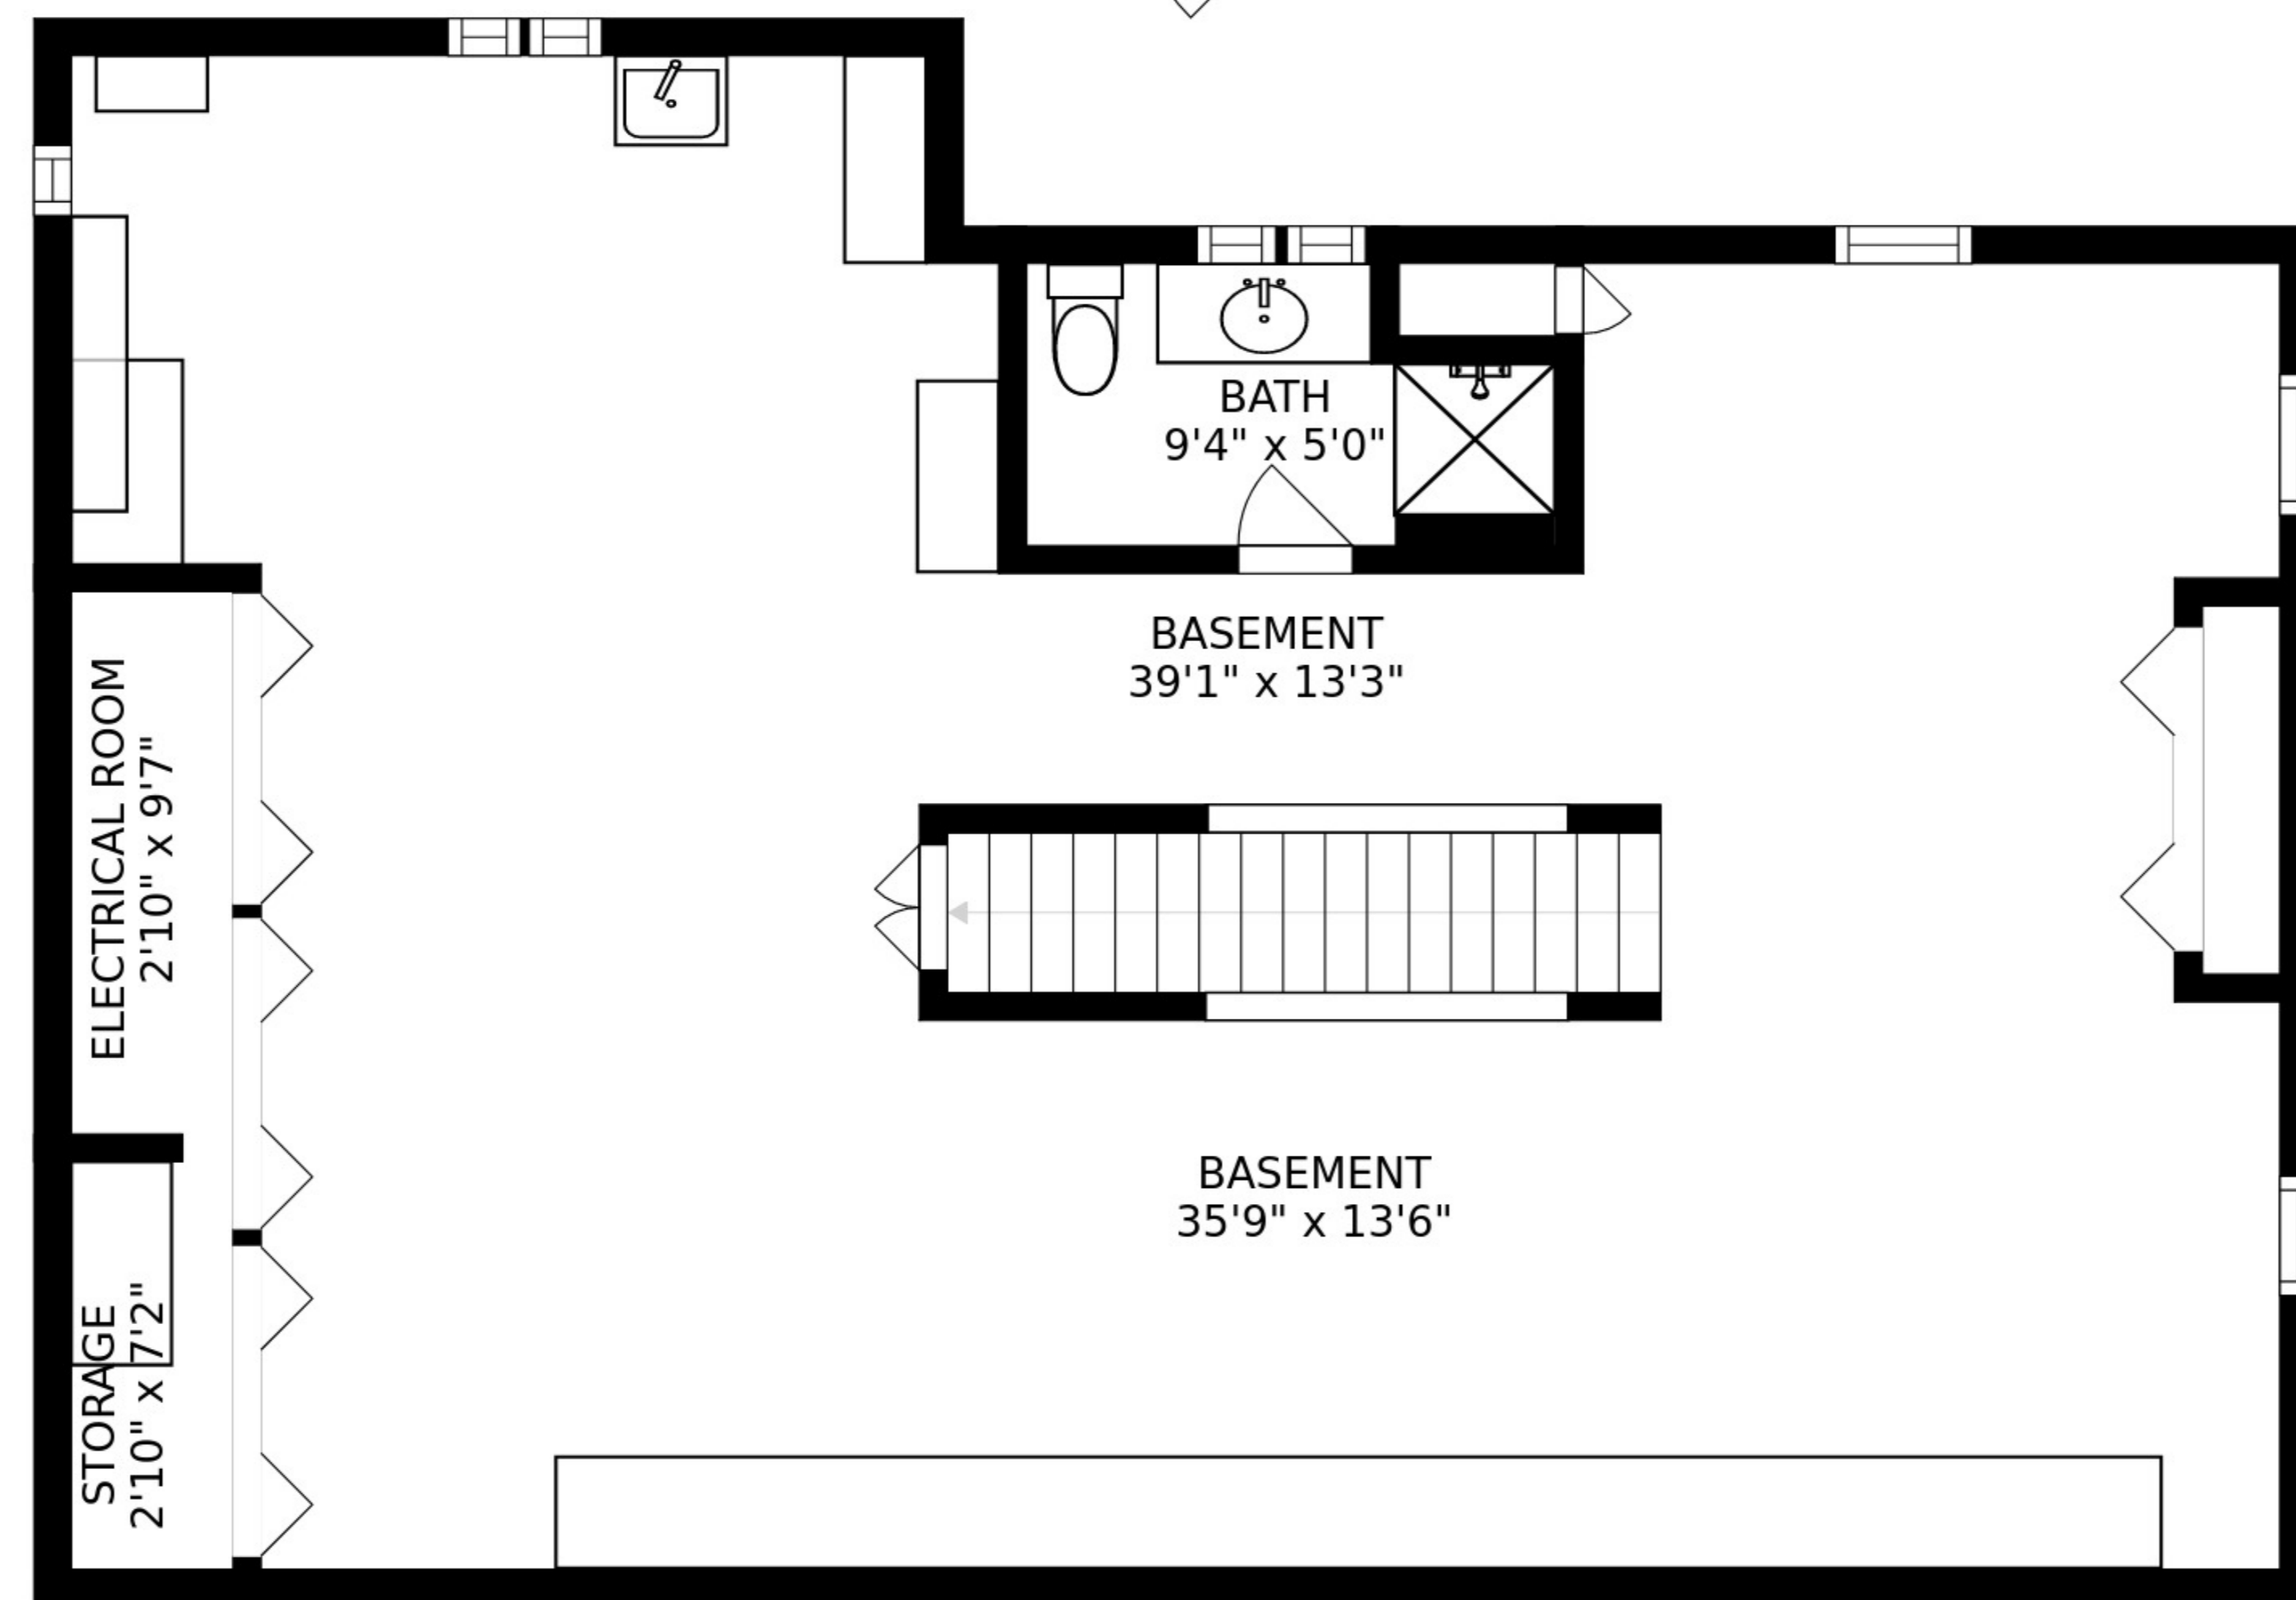 BATH
9'4" x 5'0"
BASEMENT
39'1" x 13'3"
ELECTRICAL ROOM
2'10" x 9'7"
BASEMENT
35'9" x 13'6"
STORAGE
2'10" x 7'2"